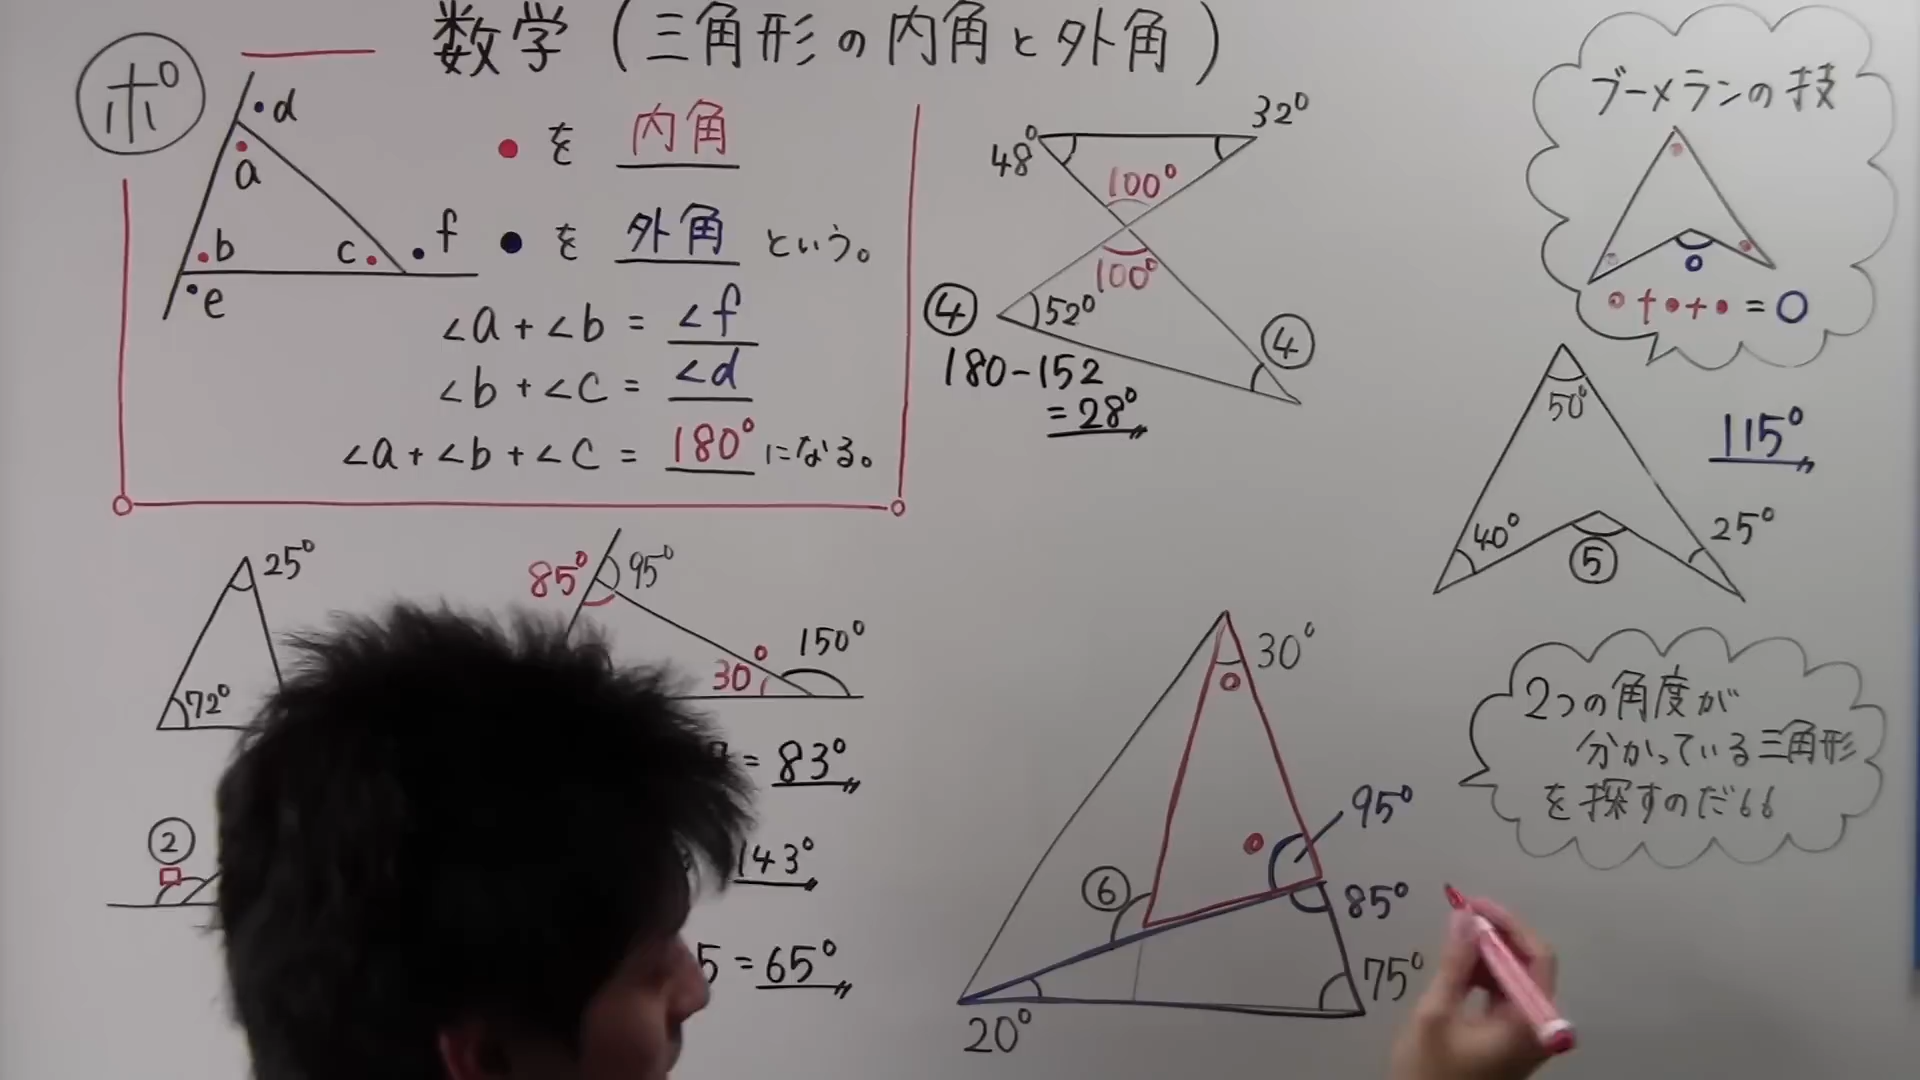 数学(三角形の内角と外角)
ポ
d
a
b
c
f
e
●を 内角
●を 外角 という。
∠a+∠b = ∠f
∠b+∠c = ∠d
∠a+∠b+∠c = 180°になる。
48°
32°
100°
100°
④
52°
④
180-152
=28°
ブーメランの技
○+●+● = ○
50°
115°
40°
⑤
25°
25°
72°
85°
95°
30°
150°
= 83°
②
143°
5 = 65°
30°
95°
⑥
85°
75°
20°
2つの角度が
分かっている三角形
を探すのだ!!